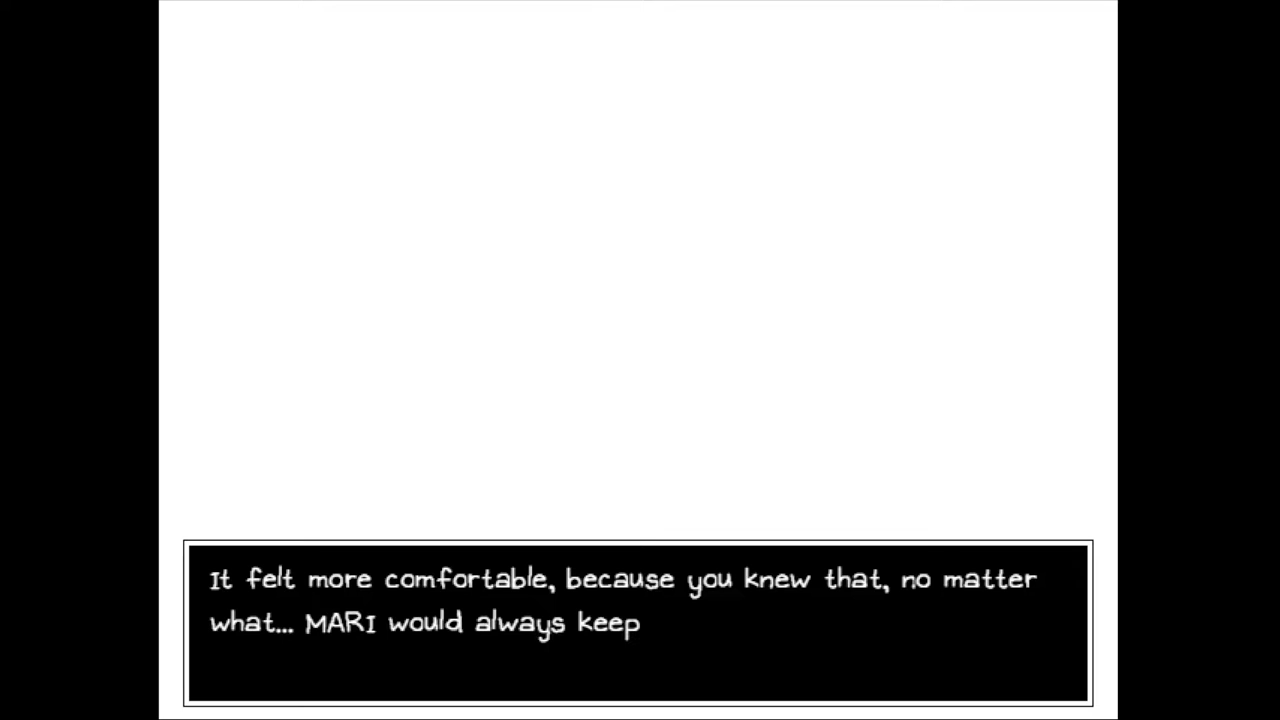 It felt more comfortable, because you knew that, no matter
what... MARI would always keep